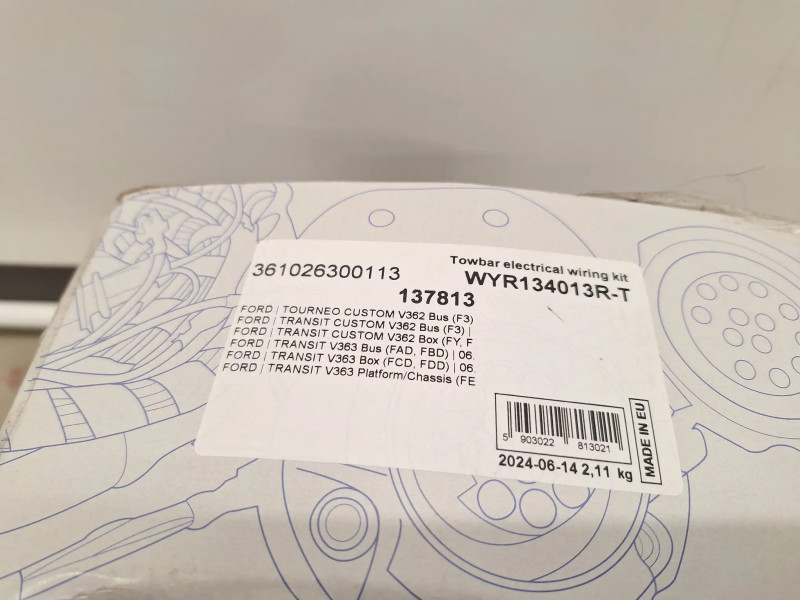 Towbar electrical wiring kit
361026300113 WYR134013R-T
137813
FORD | TOURNEO CUSTOM V362 Bus (F3)
FORD | TRANSIT CUSTOM V362 Bus (F3) |
FORD | TRANSIT CUSTOM V362 Box (FY, F
FORD | TRANSIT V363 Bus (FAD, FBD) | 06.
FORD | TRANSIT V363 Box (FCD, FDD) | 06.
FORD | TRANSIT V363 Platform/Chassis (FE
5 903022 813021
2024-06-14 2,11 kg
MADE IN EU